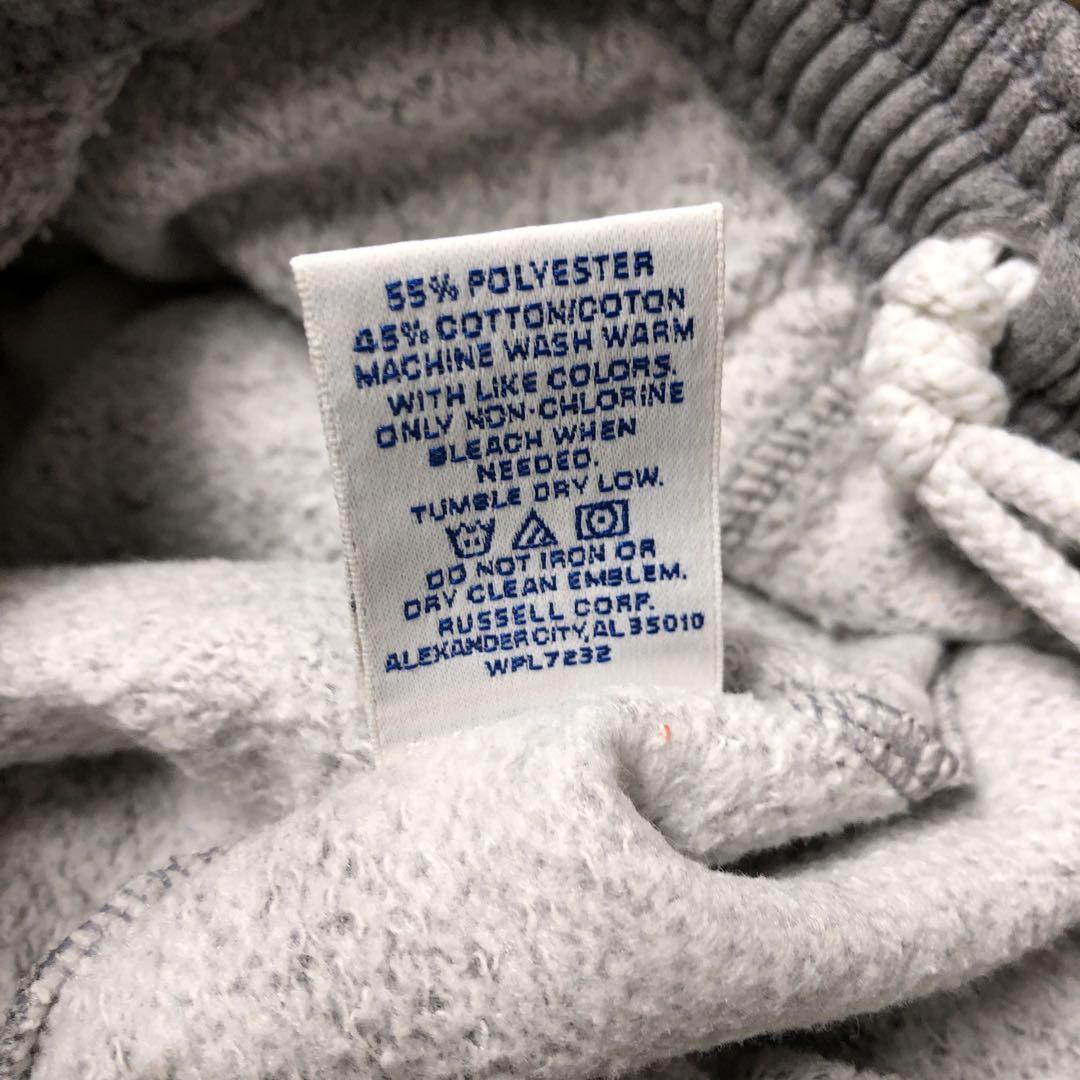 55% POLYESTER
45% COTTON/COTON
MACHINE WASH WARM
WITH LIKE COLORS.
ONLY NON-CHLORINE
BLEACH WHEN
NEEDED.
TUMBLE DRY LOW.
DO NOT IRON OR
DRY CLEAN EMBLEM.
RUSSELL CORP.
ALEXANDER CITY, AL 35010
WPL7232